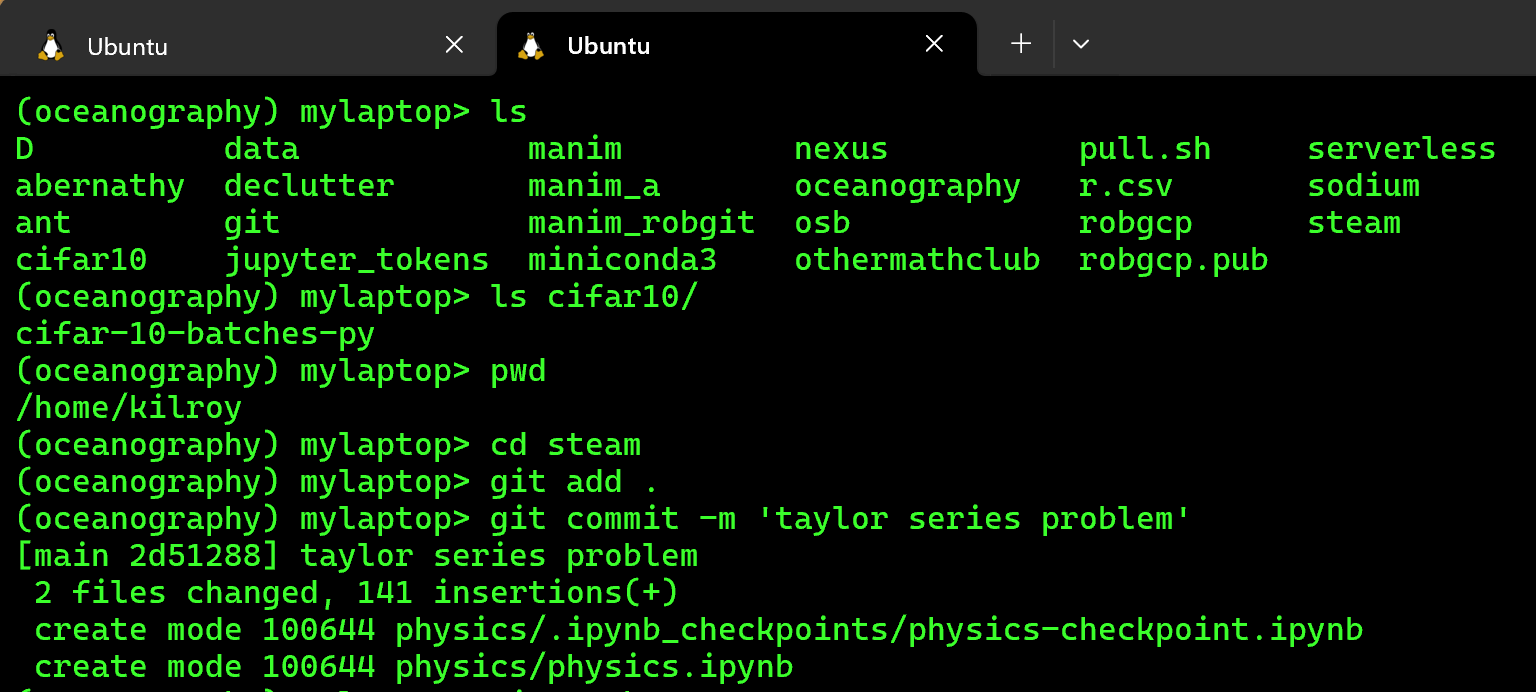 Ubuntu Ubuntu
(oceanography) mylaptop> ls
D data manim nexus pull.sh serverless
abernathy declutter manim_a oceanography r.csv sodium
ant git manim_robgit osb robgcp steam
cifar10 jupyter_tokens miniconda3 othermathclub robgcp.pub
(oceanography) mylaptop> ls cifar10/
cifar-10-batches-py
(oceanography) mylaptop> pwd
/home/kilroy
(oceanography) mylaptop> cd steam
(oceanography) mylaptop> git add .
(oceanography) mylaptop> git commit -m 'taylor series problem'
[main 2d51288] taylor series problem
2 files changed, 141 insertions(+)
create mode 100644 physics/.ipynb_checkpoints/physics-checkpoint.ipynb
create mode 100644 physics/physics.ipynb